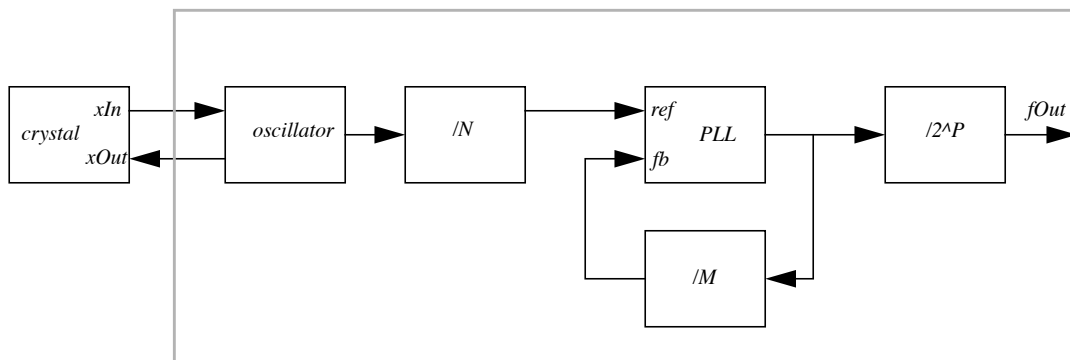 crystal
xIn
xOut
oscillator
/N
ref
fb
PLL
/2^P
fOut
/M